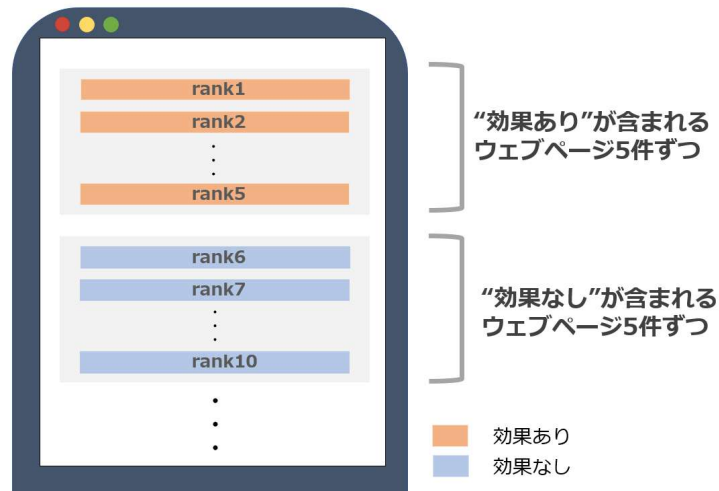 rank1
rank2
rank5
“効果あり”が含まれる
ウェブページ5件ずつ
rank6
rank7
rank10
“効果なし”が含まれる
ウェブページ5件ずつ
効果あり
効果なし